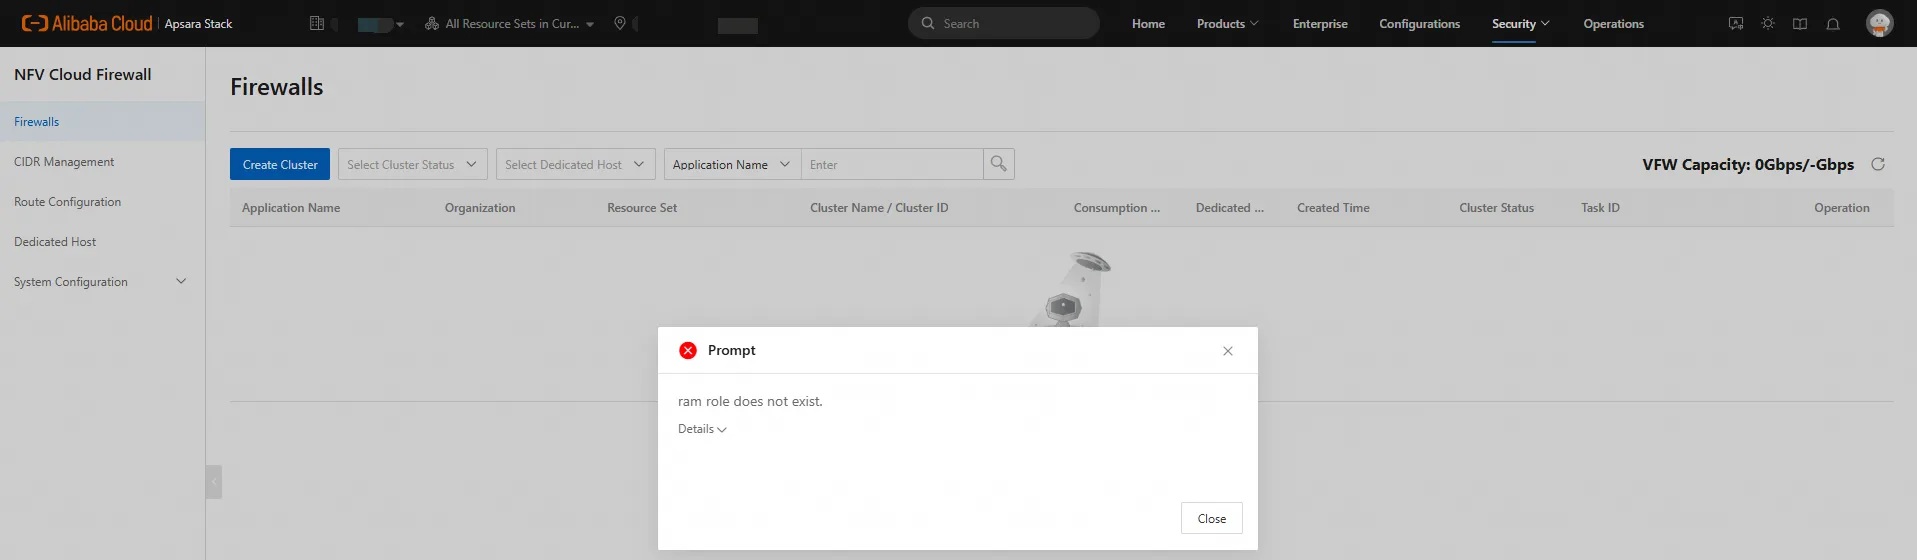 Alibaba Cloud | Apsara Stack All Resource Sets in Cur... Search Home Products Enterprise Configurations Security Operations
NFV Cloud Firewall
Firewalls
CIDR Management
Route Configuration
Dedicated Host
System Configuration
Firewalls
Create Cluster Select Cluster Status Select Dedicated Host Application Name Enter VFW Capacity: 0Gbps/-Gbps
Application Name Organization Resource Set Cluster Name / Cluster ID Consumption ... Dedicated ... Created Time Cluster Status Task ID Operation
Prompt
ram role does not exist.
Details
Close